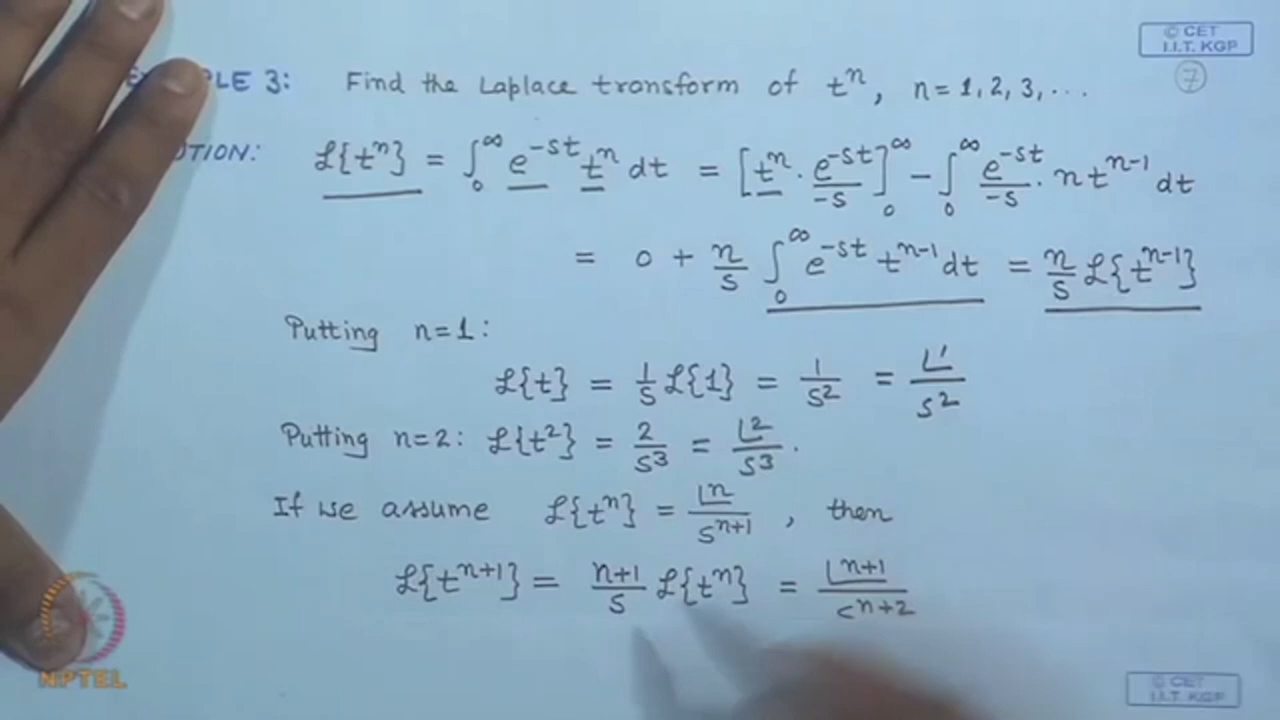 © CET
I.I.T. KGP
7
EXAMPLE 3: Find the Laplace transform of tⁿ, n = 1, 2, 3, ...
SOLUTION: ℒ{tⁿ} = ∫₀^∞ e^{-st} tⁿ dt = [tⁿ · e^{-st}/-s]₀^∞ - ∫₀^∞ e^{-st}/-s · n t^{n-1} dt
= 0 + n/s ∫₀^∞ e^{-st} t^{n-1} dt = n/s ℒ{t^{n-1}}
Putting n=1:
ℒ{t} = 1/s ℒ{1} = 1/s² = ∟1/s²
Putting n=2: ℒ{t²} = 2/s³ = ∟2/s³.
If we assume ℒ{tⁿ} = ∟n/s^{n+1}, then
ℒ{t^{n+1}} = n+1/s ℒ{tⁿ} = ∟n+1/s^{n+2}
NPTEL
© CET
I.I.T. KGP